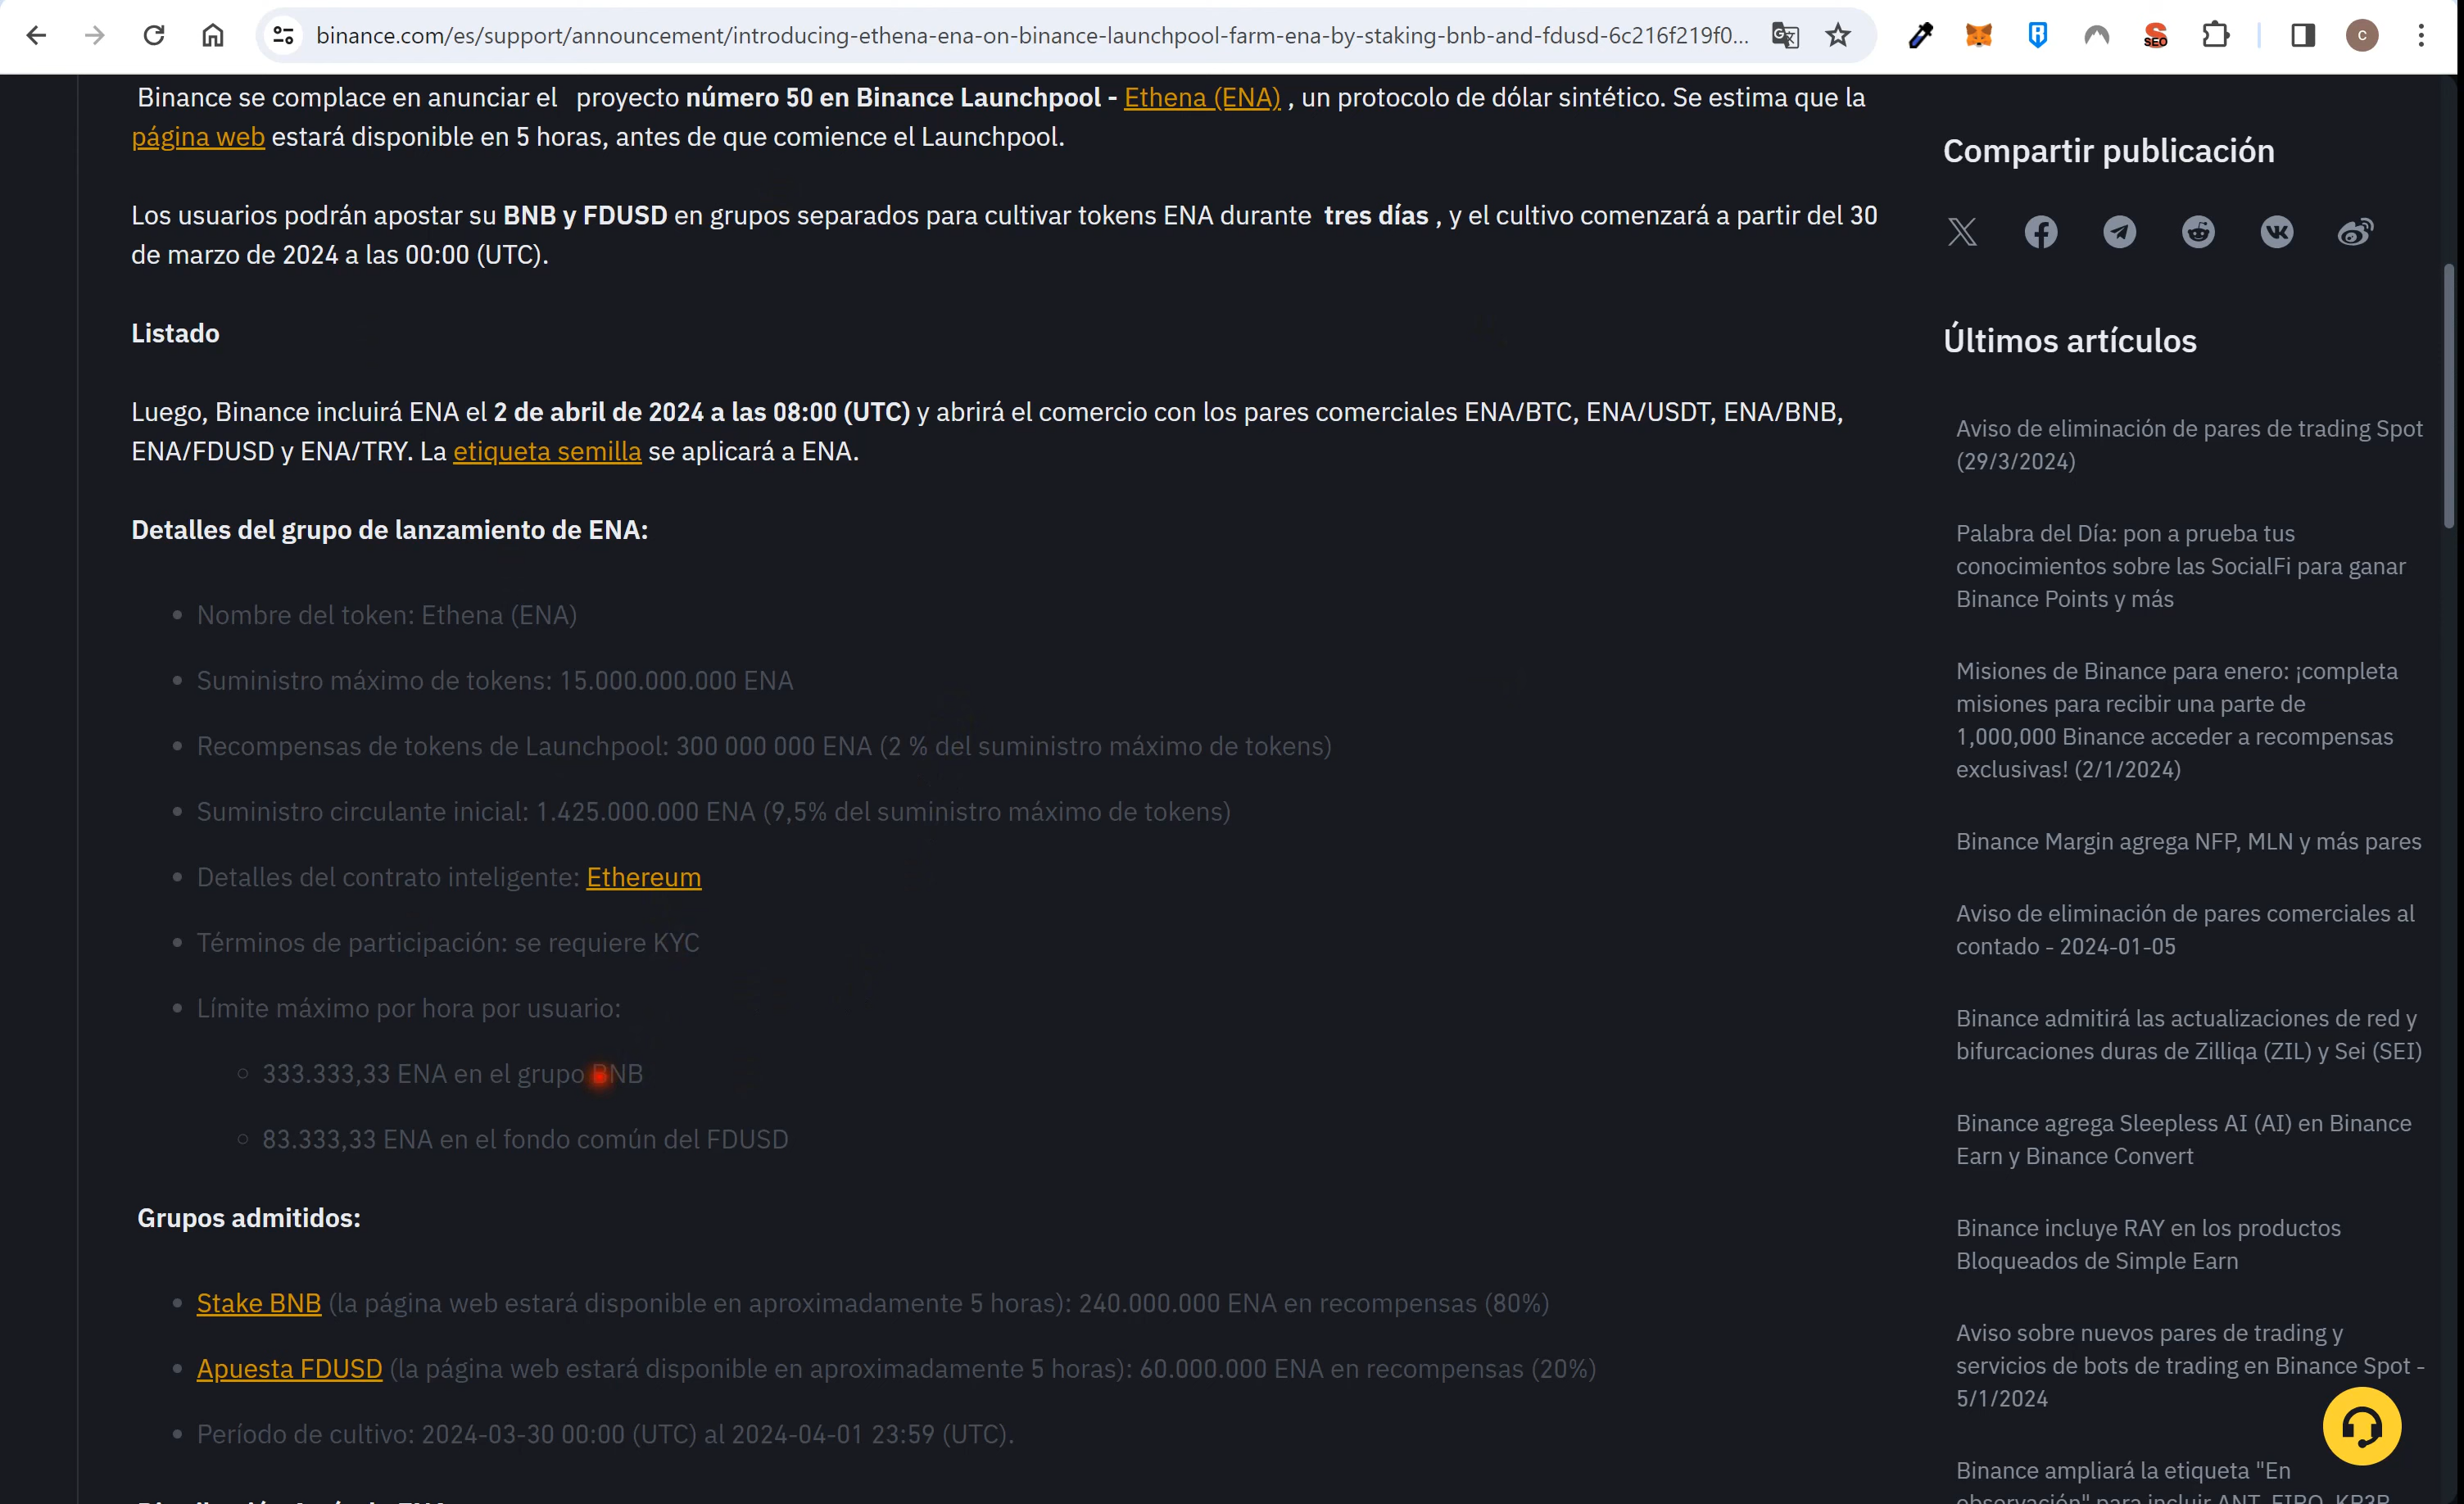 binance.com/es/support/announcement/introducing-ethena-ena-on-binance-launchpool-farm-ena-by-staking-bnb-and-fdusd-6c216f219f0...
SEO
c
Binance se complace en anunciar el proyecto número 50 en Binance Launchpool - Ethena (ENA) , un protocolo de dólar sintético. Se estima que la
página web estará disponible en 5 horas, antes de que comience el Launchpool.
Los usuarios podrán apostar su BNB y FDUSD en grupos separados para cultivar tokens ENA durante tres días , y el cultivo comenzará a partir del 30
de marzo de 2024 a las 00:00 (UTC).
Listado
Luego, Binance incluirá ENA el 2 de abril de 2024 a las 08:00 (UTC) y abrirá el comercio con los pares comerciales ENA/BTC, ENA/USDT, ENA/BNB,
ENA/FDUSD y ENA/TRY. La etiqueta semilla se aplicará a ENA.
Detalles del grupo de lanzamiento de ENA:
Nombre del token: Ethena (ENA)
Suministro máximo de tokens: 15.000.000.000 ENA
Recompensas de tokens de Launchpool: 300 000 000 ENA (2 % del suministro máximo de tokens)
Suministro circulante inicial: 1.425.000.000 ENA (9,5% del suministro máximo de tokens)
Detalles del contrato inteligente: Ethereum
Términos de participación: se requiere KYC
Límite máximo por hora por usuario:
333.333,33 ENA en el grupo BNB
83.333,33 ENA en el fondo común del FDUSD
Grupos admitidos:
Stake BNB (la página web estará disponible en aproximadamente 5 horas): 240.000.000 ENA en recompensas (80%)
Apuesta FDUSD (la página web estará disponible en aproximadamente 5 horas): 60.000.000 ENA en recompensas (20%)
Período de cultivo: 2024-03-30 00:00 (UTC) al 2024-04-01 23:59 (UTC).
Compartir publicación
Últimos artículos
Aviso de eliminación de pares de trading Spot
(29/3/2024)
Palabra del Día: pon a prueba tus
conocimientos sobre las SocialFi para ganar
Binance Points y más
Misiones de Binance para enero: ¡completa
misiones para recibir una parte de
1,000,000 Binance acceder a recompensas
exclusivas! (2/1/2024)
Binance Margin agrega NFP, MLN y más pares
Aviso de eliminación de pares comerciales al
contado - 2024-01-05
Binance admitirá las actualizaciones de red y
bifurcaciones duras de Zilliqa (ZIL) y Sei (SEI)
Binance agrega Sleepless AI (AI) en Binance
Earn y Binance Convert
Binance incluye RAY en los productos
Bloqueados de Simple Earn
Aviso sobre nuevos pares de trading y
servicios de bots de trading en Binance Spot -
5/1/2024
Binance ampliará la etiqueta "En
observación" para incluir ANT, FIRO, KP3R